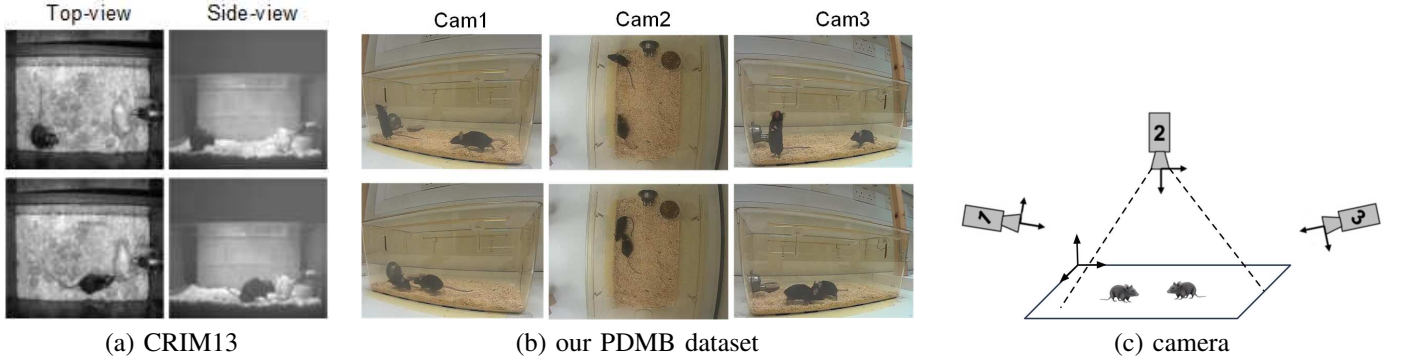 Top-view Side-view
Cam1 Cam2 Cam3
2
1
3
(a) CRIM13 (b) our PDMB dataset (c) camera